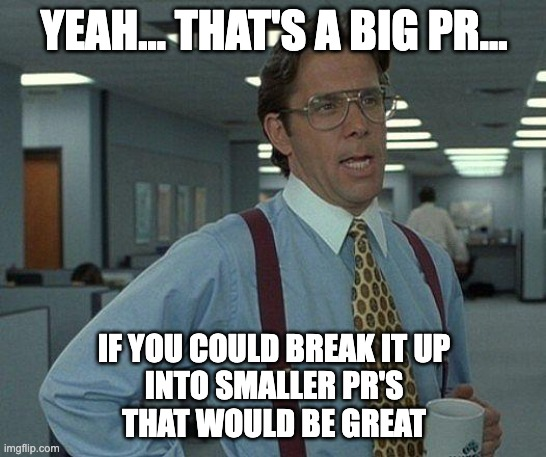 YEAH... THAT'S A BIG PR...
IF YOU COULD BREAK IT UP
INTO SMALLER PR'S
THAT WOULD BE GREAT
imgflip.com